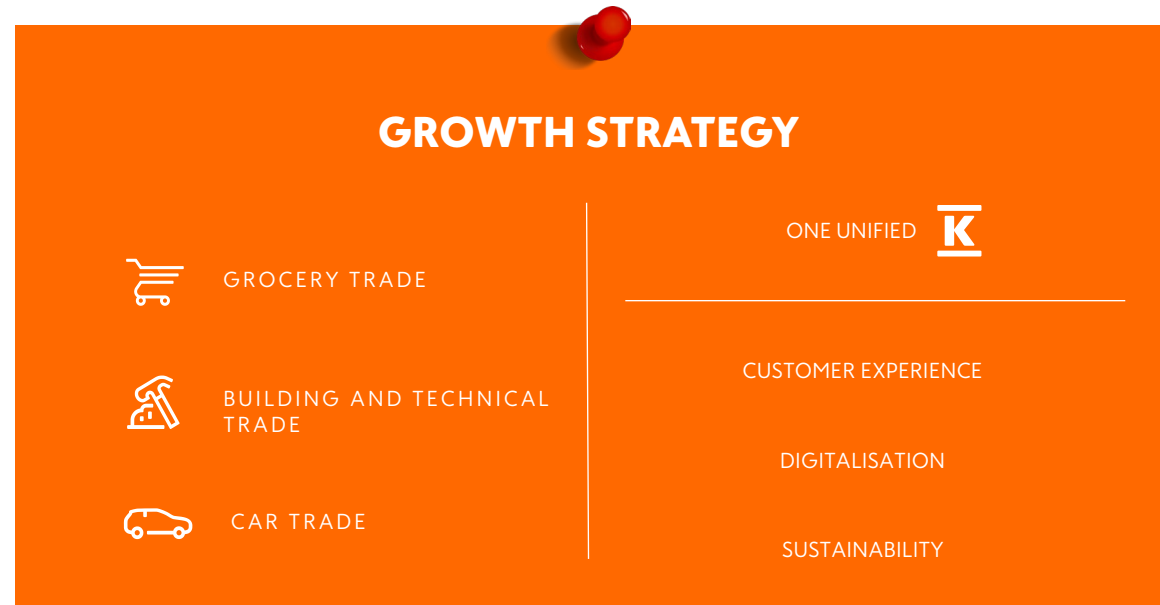 GROWTH STRATEGY
GROCERY TRADE
BUILDING AND TECHNICAL
TRADE
CAR TRADE
ONE UNIFIED K
CUSTOMER EXPERIENCE
DIGITALISATION
SUSTAINABILITY